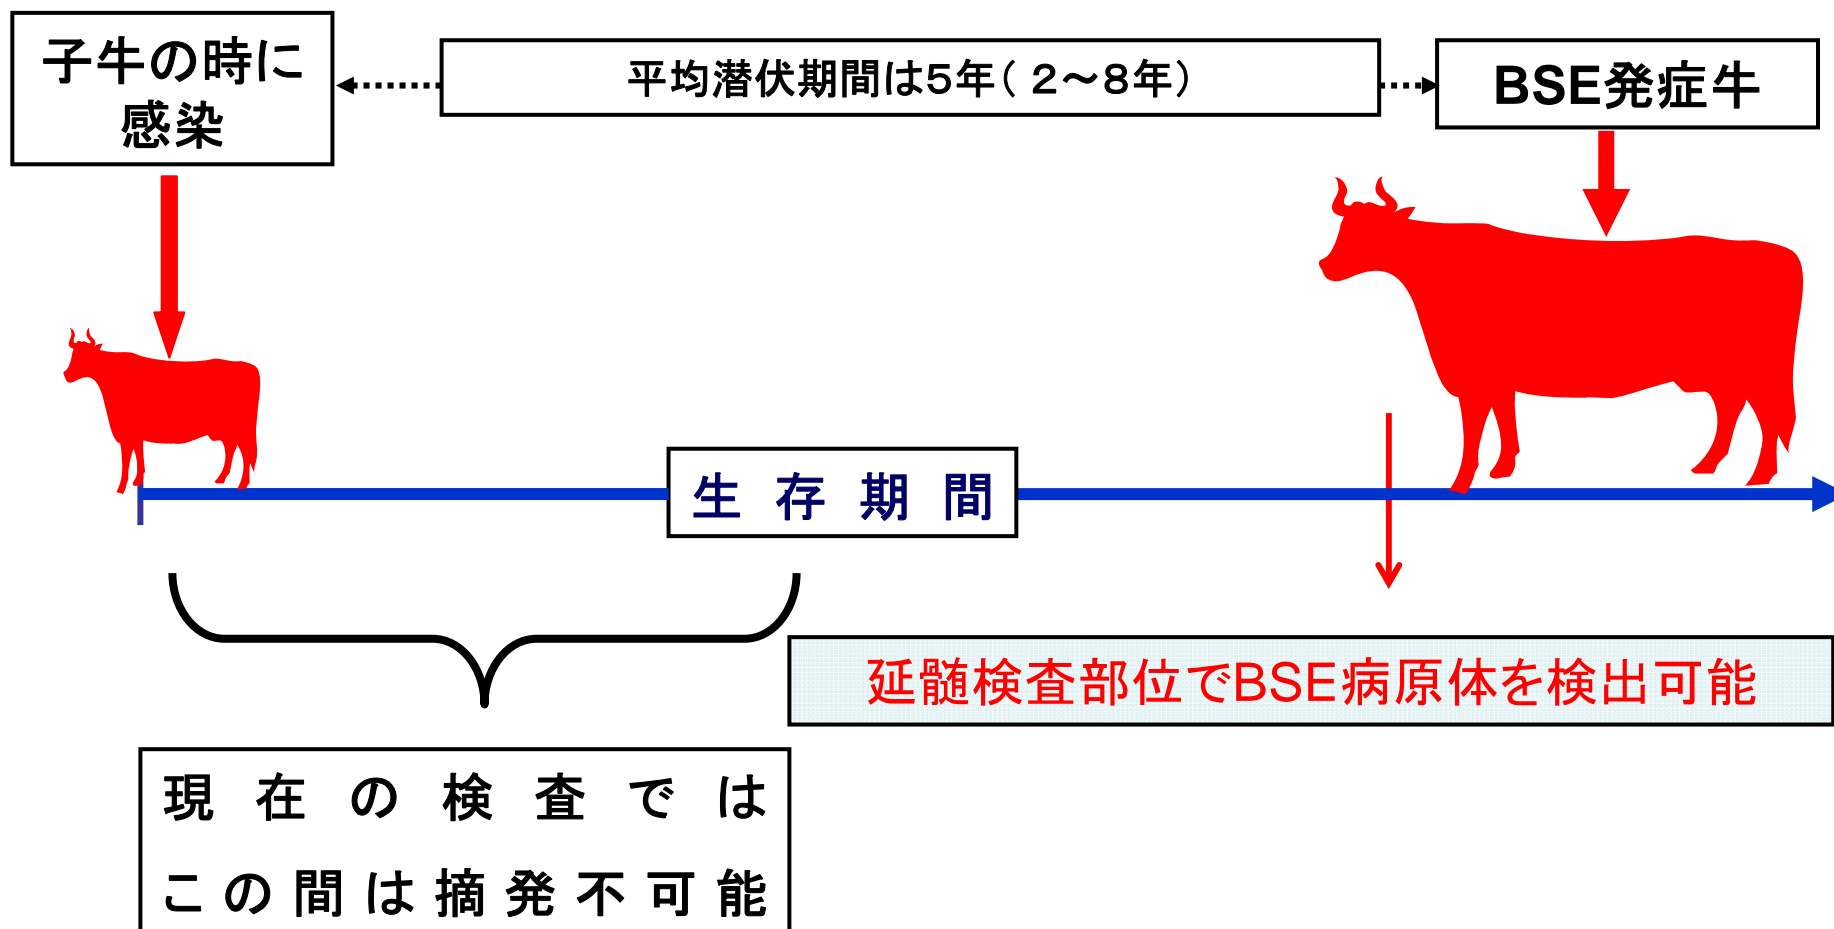 子牛の時に
感染
平均潜伏期間は5年(2～8年)
BSE発症牛
生存期間
延髄検査部位でBSE病原体を検出可能
現在の検査では
この間は摘発不可能